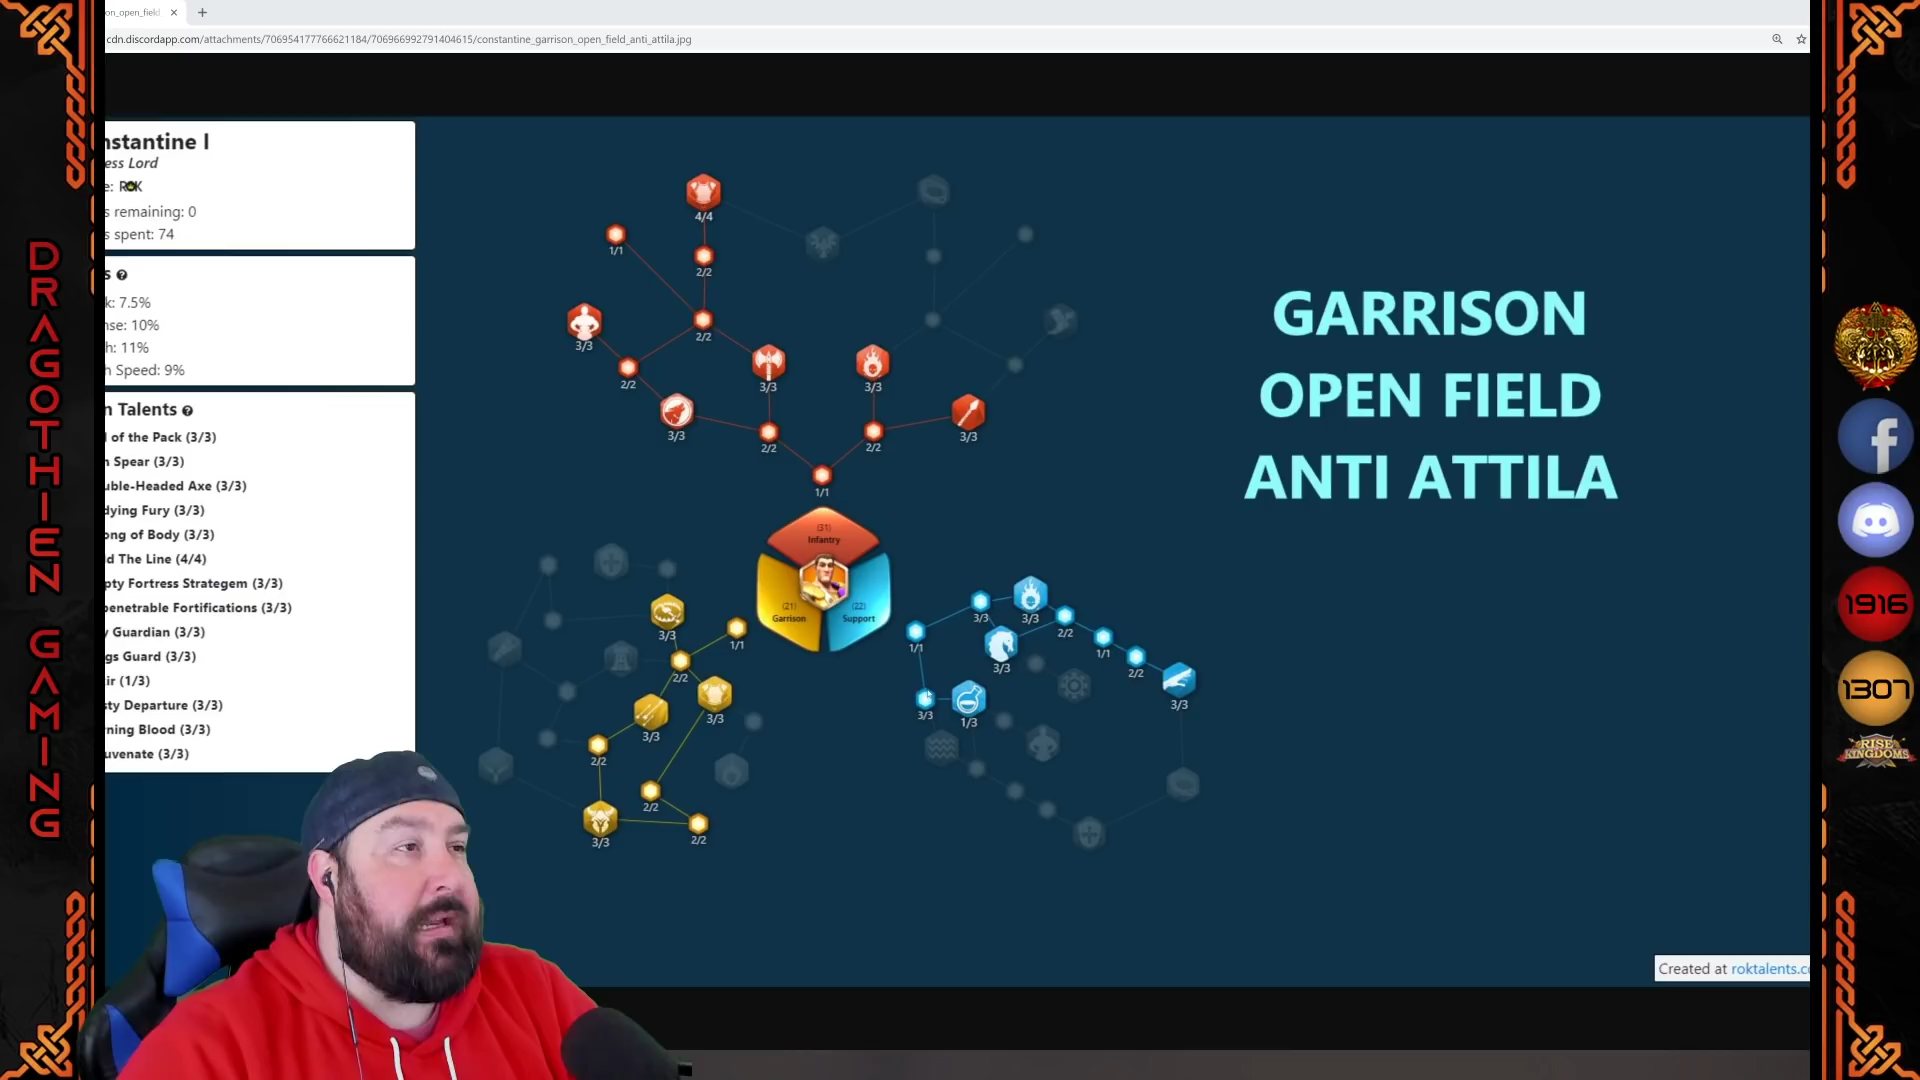 on_open_field
cdn.discordapp.com/attachments/706954177766621184/706966992791404615/constantine_garrison_open_field_anti_attila.jpg
nstantine I
ess Lord
e: ROK
s remaining: 0
s spent: 74
s
k: 7.5%
nse: 10%
h: 11%
n Speed: 9%
n Talents
l of the Pack (3/3)
n Spear (3/3)
uble-Headed Axe (3/3)
dying Fury (3/3)
ong of Body (3/3)
ld The Line (4/4)
pty Fortress Strategem (3/3)
penetrable Fortifications (3/3)
y Guardian (3/3)
gs Guard (3/3)
ir (1/3)
sty Departure (3/3)
rning Blood (3/3)
uvenate (3/3)
4/4
1/1
2/2
3/3
2/2
2/2
3/3
3/3
3/3
2/2
2/2
3/3
1/1
(31)
Infantry
(21)
Garrison
(22)
Support
3/3
1/1
2/2
3/3
3/3
2/2
2/2
3/3
2/2
1/1
3/3
3/3
2/2
3/3
1/1
2/2
3/3
3/3
1/3
GARRISON
OPEN FIELD
ANTI ATTILA
Created at roktalents.c
DRAGOTHIEN GAMING
1916
1307
RISE
KINGDOMS